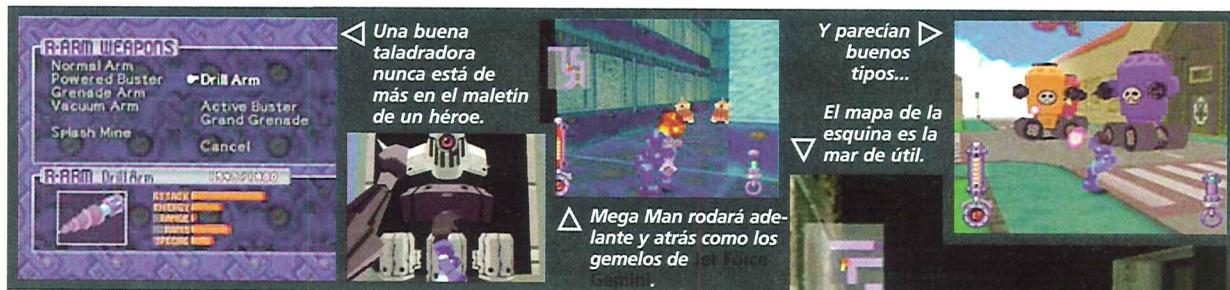 R-ARM WEAPONS
Normal Arm
Powered Buster
Drill Arm
Grenade Arm
Vacuum Arm
Active Buster
Grand Grenade
Splash Mine
Cancel
R-ARM Drill Arm
ATTACK
ENERGY
RANGE
RAPID
SPECIAL
Una buena
taladradora
nunca está de
más en el maletín
de un héroe.
Mega Man rodará ade-
lante y atrás como los
gemelos de Jet Force
Gemini.
Y parecían
buenos
tipos...
El mapa de la
esquina es la
mar de útil.